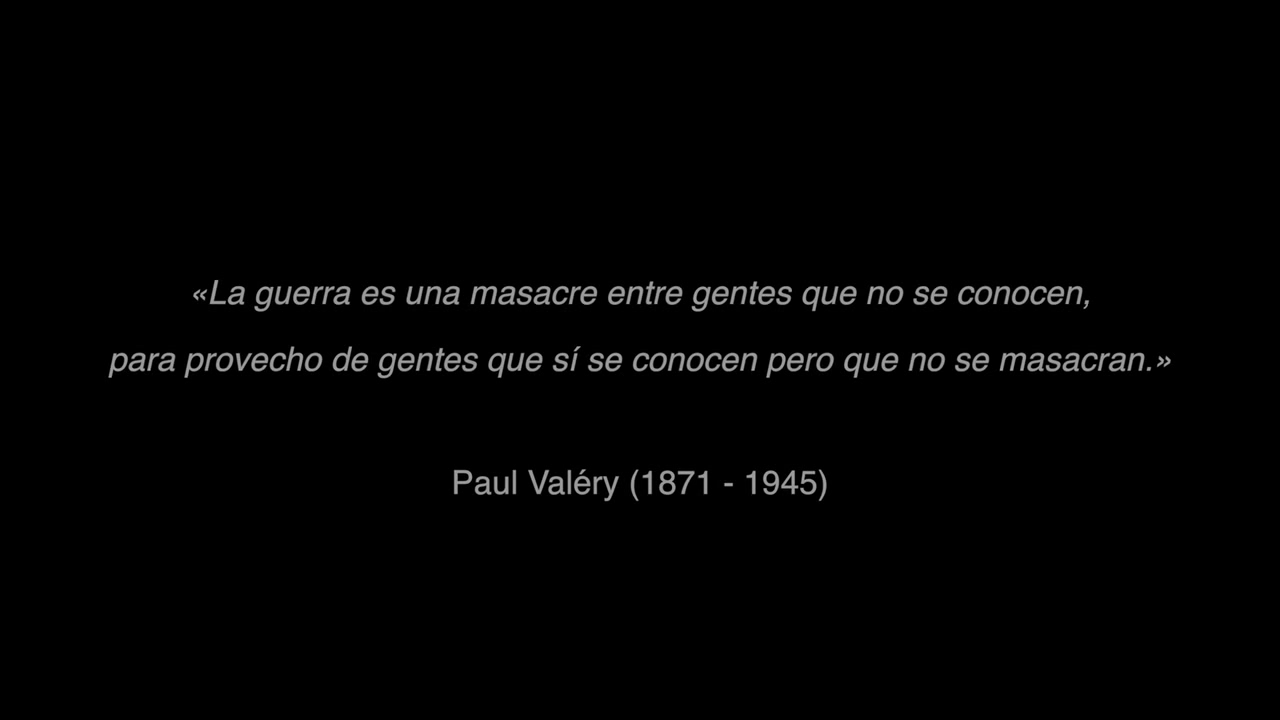 «La guerra es una masacre entre gentes que no se conocen,
para provecho de gentes que sí se conocen pero que no se masacran.»
Paul Valéry (1871 - 1945)